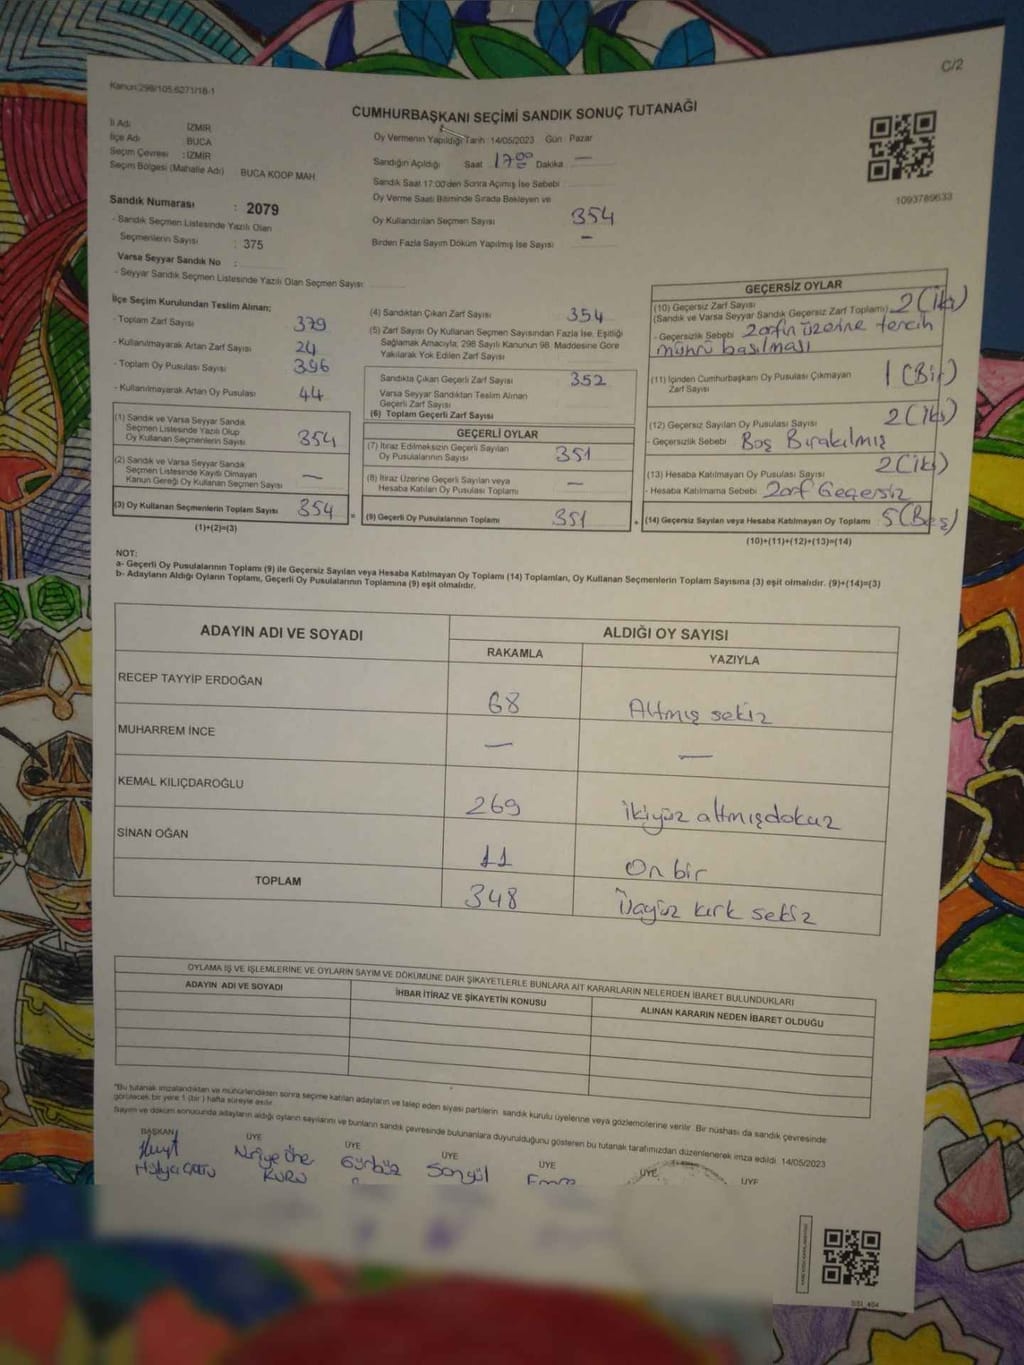 C/2
Kanun:298/105,6271/18-1
CUMHURBAŞKANI SEÇİMİ SANDIK SONUÇ TUTANAĞI
İl Adı : İZMİR
İlçe Adı BUCA
Seçim Çevresi : İZMİR
Seçim Bölgesi (Mahalle Adı) BUCA KOOP MAH
Sandık Numarası : 2079
- Sandık Seçmen Listesinde Yazılı Olan
Seçmenlerin Sayısı : 375
Varsa Seyyar Sandık No :
- Seyyar Sandık Seçmen Listesinde Yazılı Olan Seçmen Sayısı
Oy Vermenin Yapıldığı Tarih :14/05/2023 Gün : Pazar
Sandığın Açıldığı Saat 17:00 Dakika —
Sandık Saat 17:00'den Sonra Açmış İse Sebebi
Oy Verme Saati Bitiminde Sırada Bekleyen ve
Oy Kullandırılan Seçmen Sayısı 354
Birden Fazla Sayım Döküm Yapılmış İse Sayısı —
1093789633
İlçe Seçim Kurulundan Teslim Alınan;
- Toplam Zarf Sayısı 379
- Kullanılmayarak Artan Zarf Sayısı 24
- Toplam Oy Pusulası Sayısı 396
- Kullanılmayarak Artan Oy Pusulası 44
(1) Sandık ve Varsa Seyyar Sandık
Seçmen Listesinde Yazılı Olup
Oy Kullanan Seçmenlerin Sayısı 354
(2) Sandık ve Varsa Seyyar Sandık
Seçmen Listesinde Kayıtlı Olmayan
Kanun Gereği Oy Kullanan Seçmen Sayısı —
(3) Oy Kullanan Seçmenlerin Toplam Sayısı 354 =
(1)+(2)=(3)
(4) Sandıktan Çıkan Zarf Sayısı 354
(5) Zarf Sayısı Oy Kullanan Seçmen Sayısından Fazla İse, Eşitliği
Sağlamak Amacıyla; 298 Sayılı Kanunun 98. Maddesine Göre
Yakılarak Yok Edilen Zarf Sayısı
Sandıkta Çıkan Geçerli Zarf Sayısı 352
Varsa Seyyar Sandıktan Teslim Alınan
Geçerli Zarf Sayısı
(6) Toplam Geçerli Zarf Sayısı
GEÇERLİ OYLAR
(7) İtiraz Edilmeksizin Geçerli Sayılan
Oy Pusulalarının Sayısı 351
(8) İtiraz Üzerine Geçerli Sayılan veya
Hesaba Katılan Oy Pusulası Toplamı —
(9) Geçerli Oy Pusulalarının Toplamı 351 +
GEÇERSİZ OYLAR
(10) Geçersiz Zarf Sayısı
(Sandık ve Varsa Seyyar Sandık Geçersiz Zarf Toplamı) 2 (iki)
- Geçersizlik Sebebi Zarfın üzerine tercih
mührü basılması
(11) İçinden Cumhurbaşkanı Oy Pusulası Çıkmayan
Zarf Sayısı 1 (Bir)
(12) Geçersiz Sayılan Oy Pusulası Sayısı 2 (iki)
- Geçersizlik Sebebi Boş Bırakılmış
(13) Hesaba Katılmayan Oy Pusulası Sayısı 2 (iki)
- Hesaba Katılmama Sebebi Zarf Geçersiz
(14) Geçersiz Sayılan veya Hesaba Katılmayan Oy Toplamı 5 (Beş)
(10)+(11)+(12)+(13)=(14)
NOT:
a- Geçerli Oy Pusulalarının Toplamı (9) ile Geçersiz Sayılan veya Hesaba Katılmayan Oy Toplamı (14) Toplamları, Oy Kullanan Seçmenlerin Toplam Sayısına (3) eşit olmalıdır. (9)+(14)=(3)
b- Adayların Aldığı Oyların Toplamı, Geçerli Oy Pusulalarının Toplamına (9) eşit olmalıdır.
ADAYIN ADI VE SOYADI ALDIĞI OY SAYISI
RAKAMLA YAZIYLA
RECEP TAYYİP ERDOĞAN 68 Altmış sekiz
MUHARREM İNCE — —
KEMAL KILIÇDAROĞLU 269 ikiyüz altmışdokuz
SİNAN OĞAN 11 On bir
TOPLAM 348 Üçyüz kırk sekiz
OYLAMA İŞ VE İŞLEMLERİNE VE OYLARIN SAYIM VE DÖKÜMÜNE DAİR ŞİKAYETLERLE BUNLARA AİT KARARLARIN NELERDEN İBARET BULUNDUKLARI
ADAYIN ADI VE SOYADI İHBAR İTİRAZ VE ŞİKAYETİN KONUSU ALINAN KARARIN NEDEN İBARET OLDUĞU
*Bu tutanak imzalandıktan ve mühürlendikten sonra seçime katılan adayların ve talep eden siyasi partilerin sandık kurulu üyelerine veya gözlemcilerine verilir. Bir nüshası da sandık çevresinde
görülecek bir yere 1 (bir) hafta süreyle asılır.
Sayım ve döküm sonucunda adayların aldığı oyların sayılarını ve bunların sandık çevresinde bulunanlara duyurulduğunu gösteren bu tutanak tarafımızdan düzenlenerek imza edildi. 14/05/2023
BAŞKAN ÜYE ÜYE ÜYE ÜYE ÜYE ÜYE
Songül